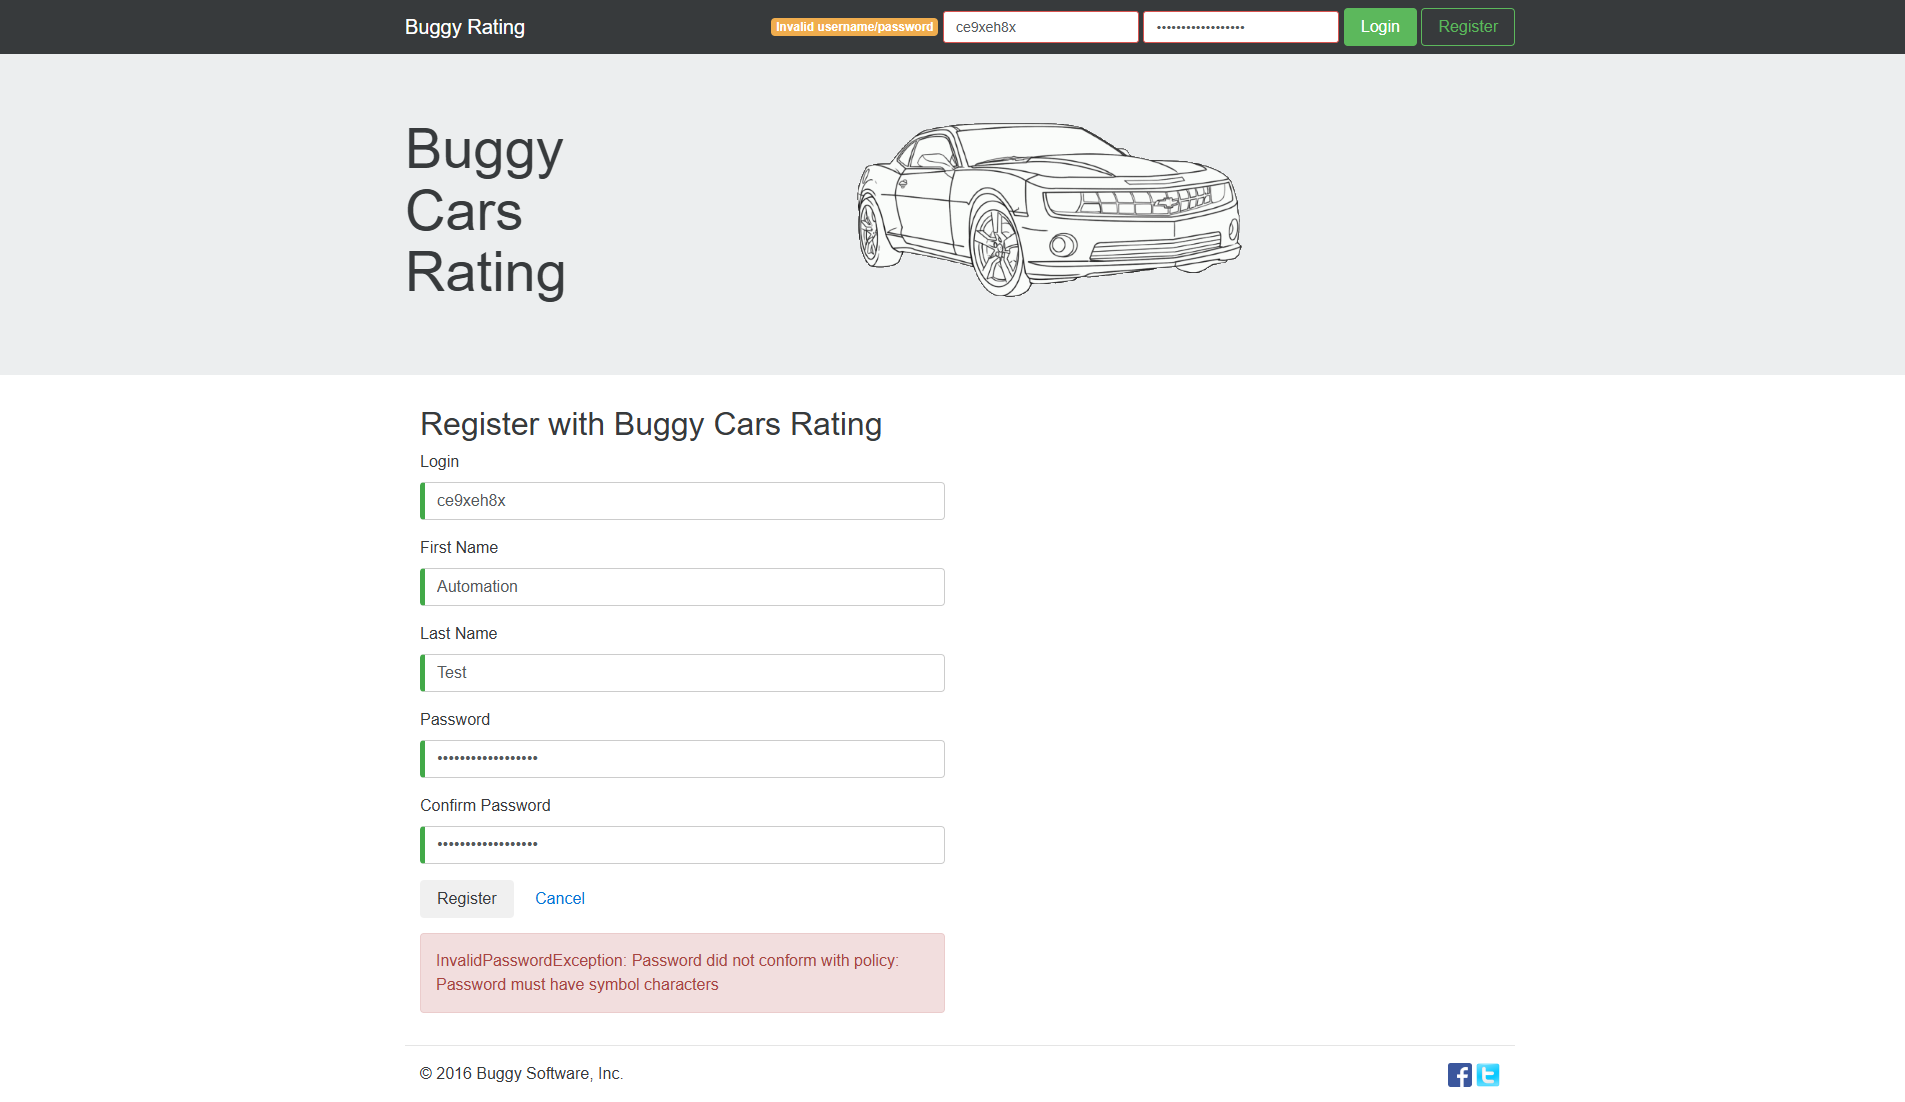 Buggy Rating
Invalid username/password
ce9xeh8x
•••••••••••••••••
Login
Register
Buggy
Cars
Rating
Register with Buggy Cars Rating
Login
ce9xeh8x
First Name
Automation
Last Name
Test
Password
••••••••••••••••••
Confirm Password
••••••••••••••••••
Register
Cancel
InvalidPasswordException: Password did not conform with policy:
Password must have symbol characters
© 2016 Buggy Software, Inc.